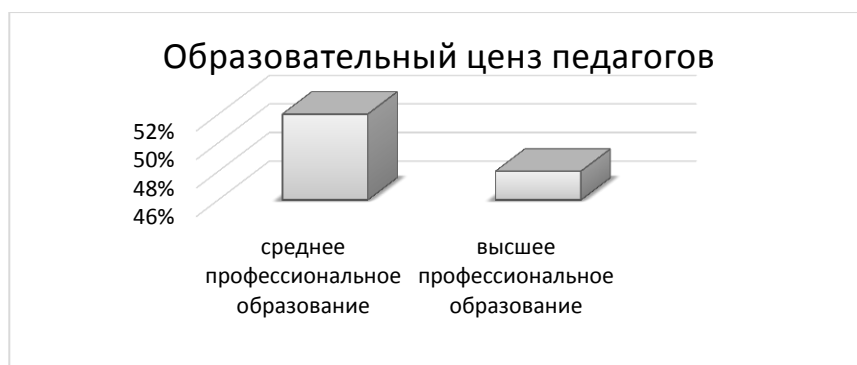 Образовательный ценз педагогов
52%
50%
48%
46%
среднее
профессиональное
образование
высшее
профессиональное
образование